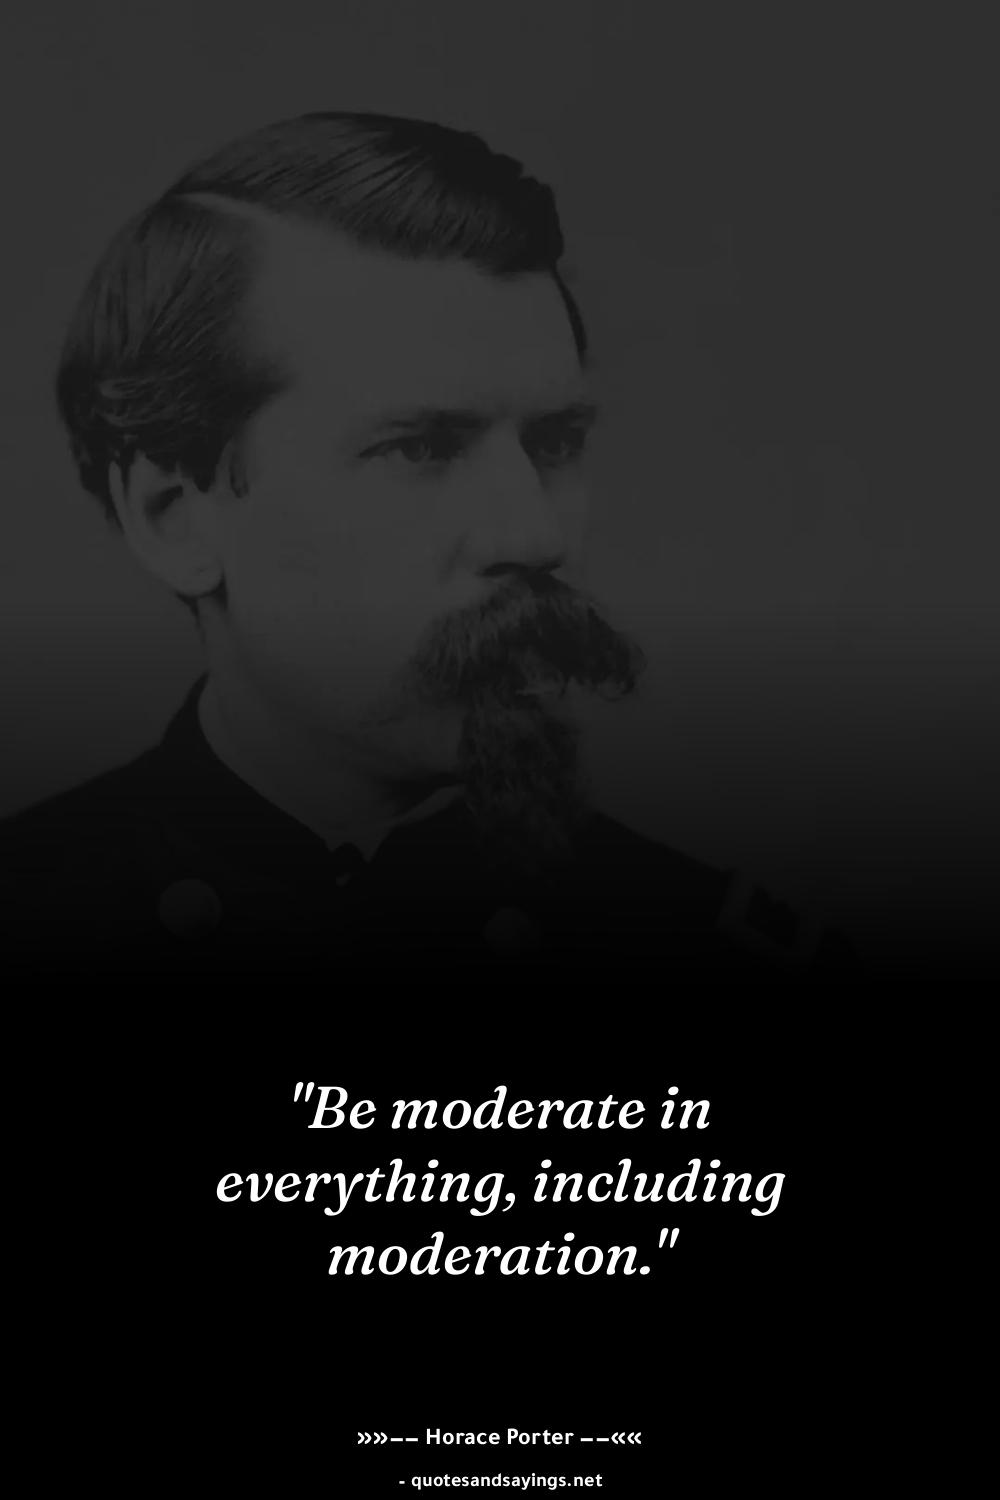 "Be moderate in
everything, including
moderation."
»»–– Horace Porter ––««
- quotesandsayings.net